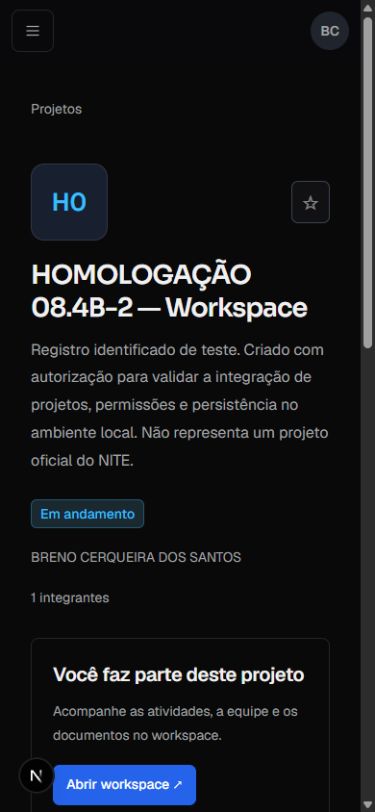 BC
Projetos
H0
☆
HOMOLOGAÇÃO
08.4B-2 — Workspace
Registro identificado de teste. Criado com
autorização para validar a integração de
projetos, permissões e persistência no
ambiente local. Não representa um projeto
oficial do NITE.
Em andamento
BRENO CERQUEIRA DOS SANTOS
1 integrantes
Você faz parte deste projeto
Acompanhe as atividades, a equipe e os
documentos no workspace.
N
Abrir workspace ↗